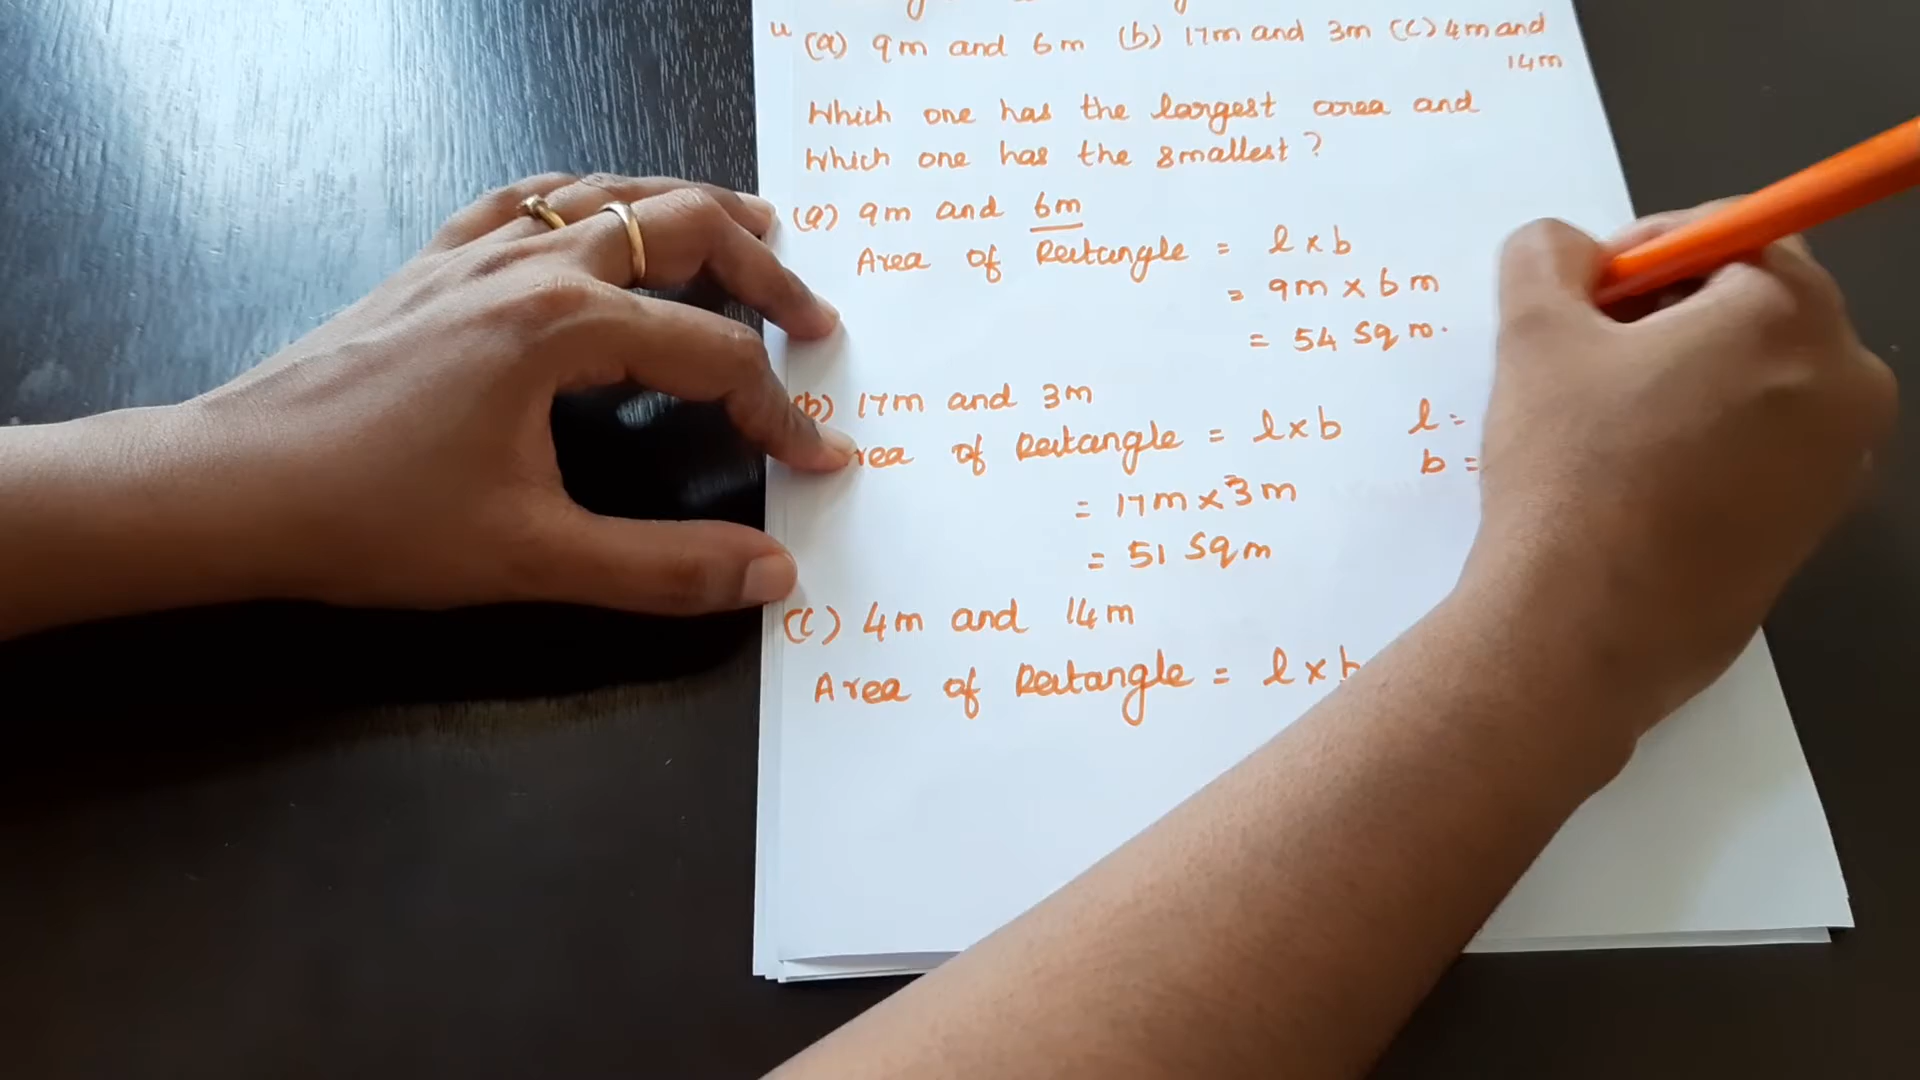 (a) 9m and 6m (b) 17m and 3m (c) 4m and
14m
Which one has the largest area and
which one has the smallest?
(a) 9m and 6m
Area of Rectangle = l x b
= 9m x 6m
= 54 Sq m.
(b) 17m and 3m
Area of Rectangle = l x b
l =
b =
= 17m x 3m
= 51 Sq m
(c) 4m and 14m
Area of Rectangle = l x b